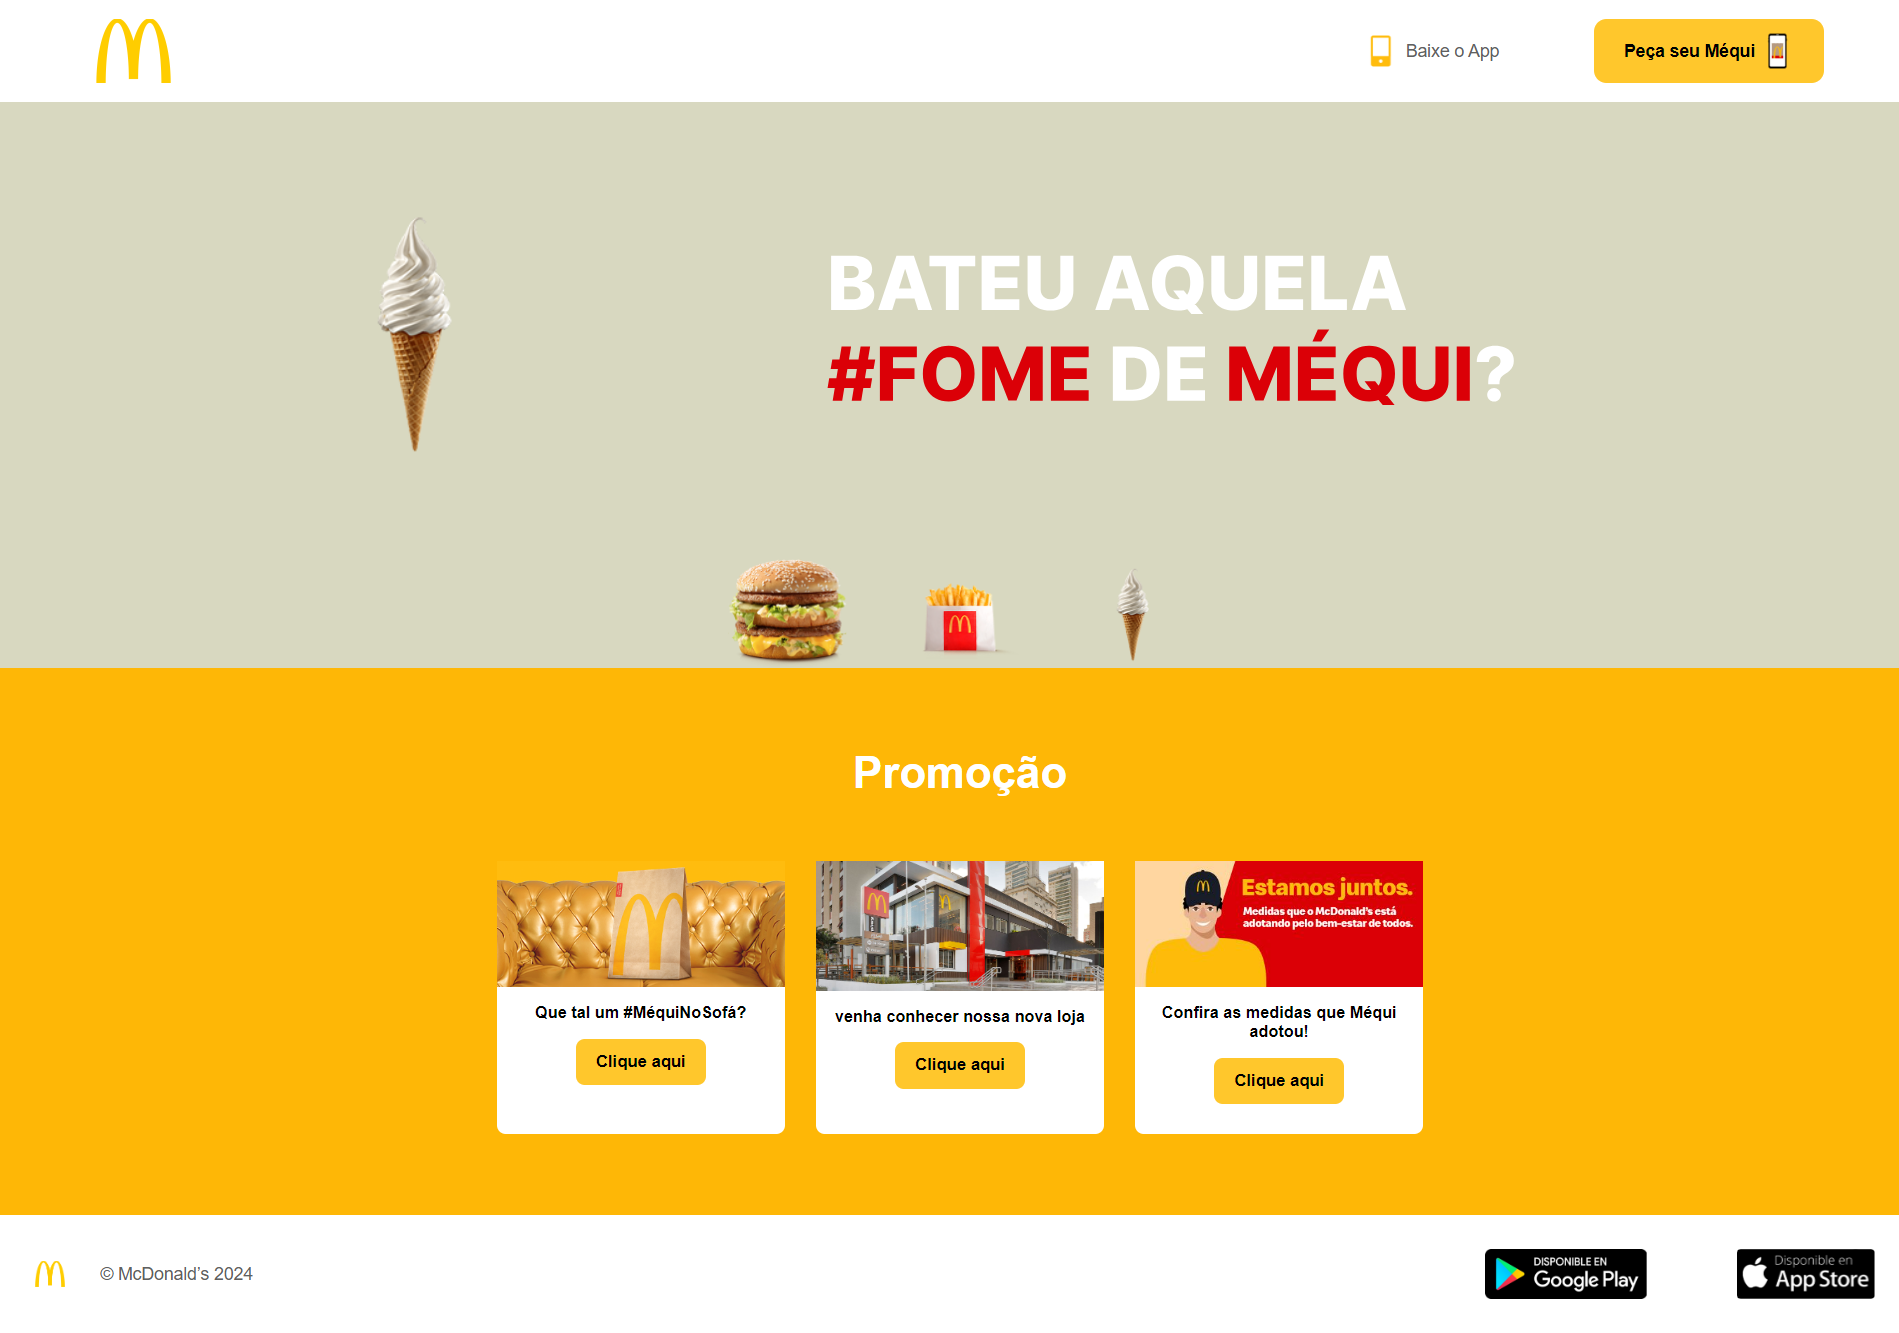 Baixe o App
Peça seu Méqui
BATEU AQUELA
#FOME DE MÉQUI?
Promoção
Estamos juntos.
Medidas que o McDonald's está
adotando pelo bem-estar de todos.
Que tal um #MéquiNoSofá?
venha conhecer nossa nova loja
Confira as medidas que Méqui
adotou!
Clique aqui
Clique aqui
Clique aqui
© McDonald’s 2024
DISPONIBLE EN
Google Play
Disponible en
App Store